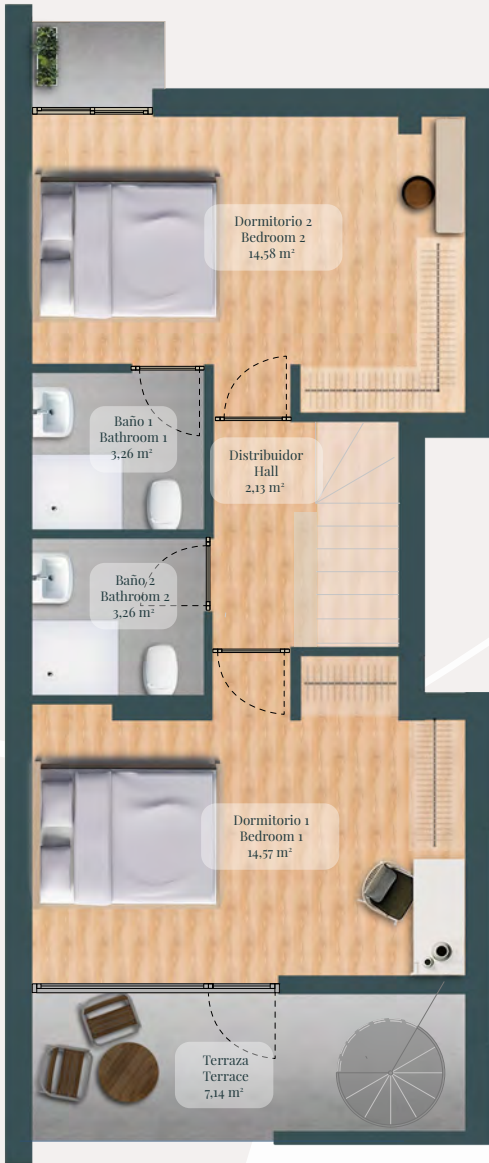 Dormitorio 2
Bedroom 2
14,58 m²
Baño 1
Bathroom 1
3,26 m²
Distribuidor
Hall
2,13 m²
Baño 2
Bathroom 2
3,26 m²
Dormitorio 1
Bedroom 1
14,57 m²
Terraza
Terrace
7,14 m²